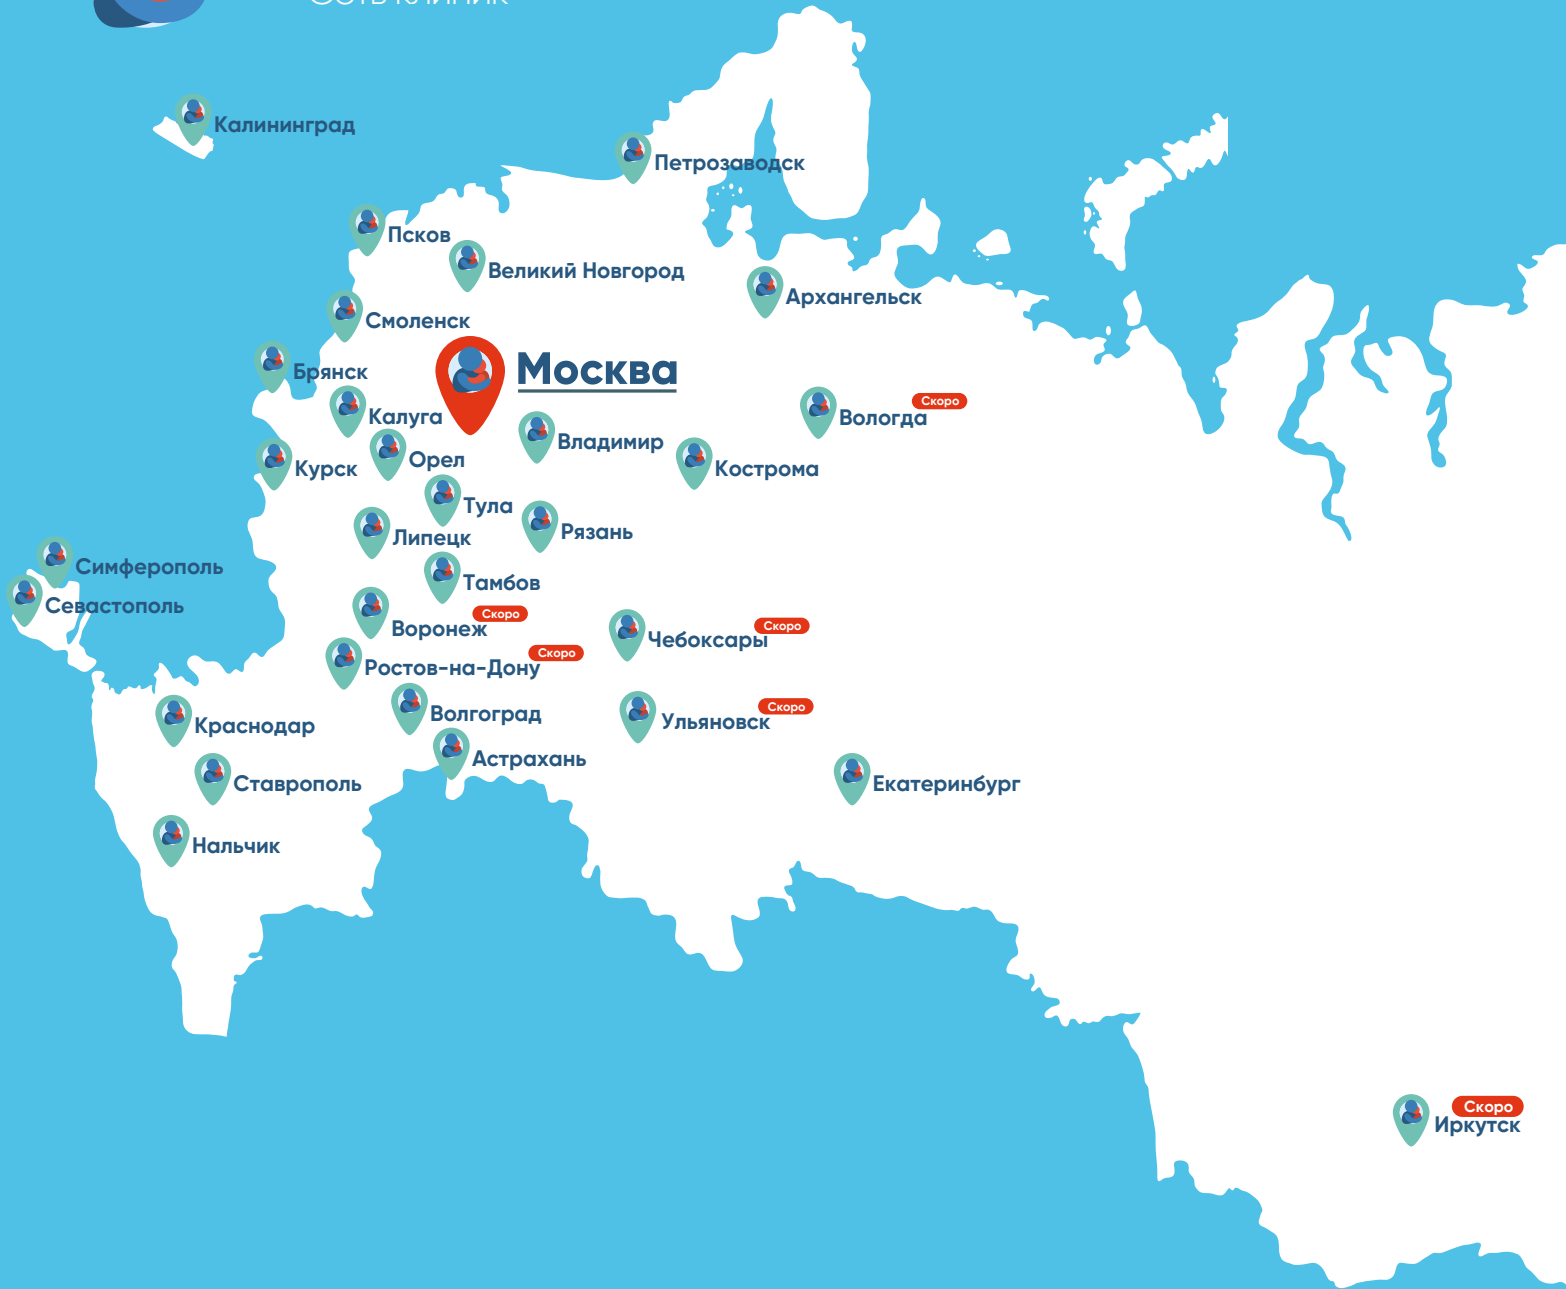 Калининград
Петрозаводск
Псков
Великий Новгород
Архангельск
Смоленск
Москва
Брянск
Скоро
Калуга
Вологда
Владимир
Орел
Курск
Кострома
Тула
Рязань
Липецк
Симферополь
Тамбов
Севастополь
Скоро
Воронеж
Скоро
Чебоксары
Скоро
Ростов-на-Дону
Скоро
Волгоград
Ульяновск
Краснодар
Астрахань
Ставрополь
Екатеринбург
Нальчик
Скоро
Иркутск